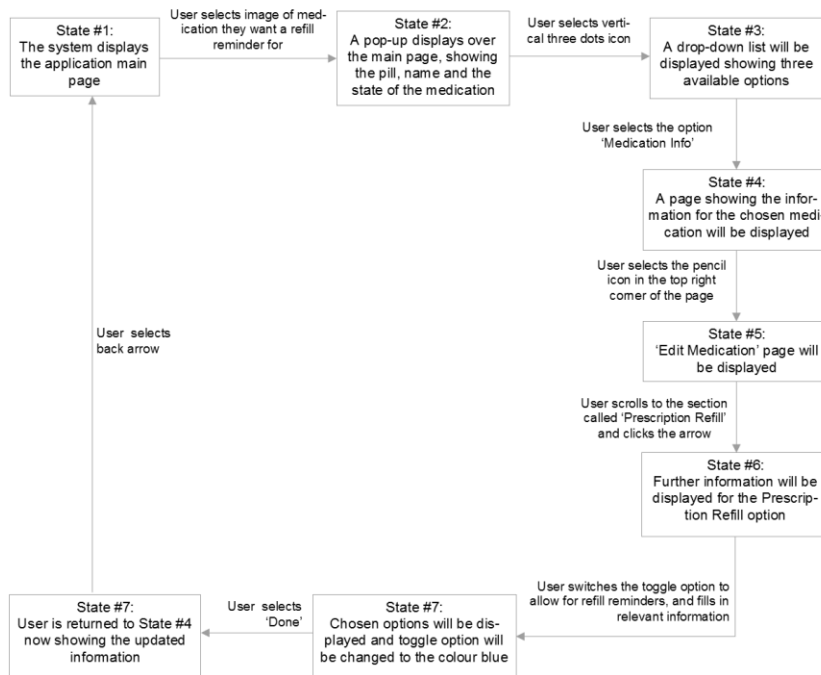 State #1:
The system displays
the application main
page
User selects image of med-
ication they want a refill
reminder for
State #2:
A pop-up displays over
the main page, showing
the pill, name and the
state of the medication
User selects verti-
cal three dots icon
State #3:
A drop-down list will be
displayed showing three
available options
User selects the option
‘Medication Info’
State #4:
A page showing the infor-
mation for the chosen medi-
cation will be displayed
User selects the pencil
icon in the top right
corner of the page
State #5:
‘Edit Medication’ page will
be displayed
User scrolls to the section
called ‘Prescription Refill’
and clicks the arrow
State #6:
Further information will be
displayed for the Prescrip-
tion Refill option
User switches the toggle option to
allow for refill reminders, and fills in
relevant information
State #7:
Chosen options will be dis-
played and toggle option will
be changed to the colour blue
User selects
‘Done’
State #7:
User is returned to State #4
now showing the updated
information
User selects
back arrow